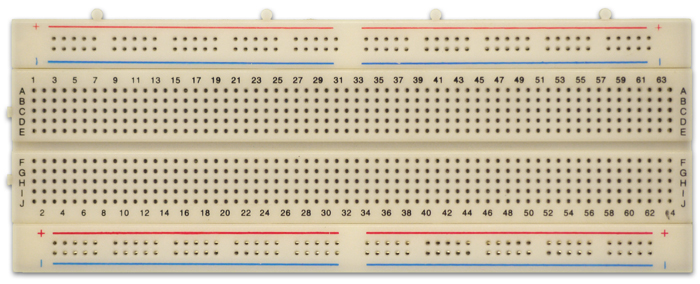 + +
- -
1 3 5 7 9 11 13 15 17 19 21 23 25 27 29 31 33 35 37 39 41 43 45 47 49 51 53 55 57 59 61 63
A A
B B
C C
D D
E E
F F
G G
H H
I I
J J
2 4 6 8 10 12 14 16 18 20 22 24 26 28 30 32 34 36 38 40 42 44 46 48 50 52 54 56 58 60 62 64
+ +
- -